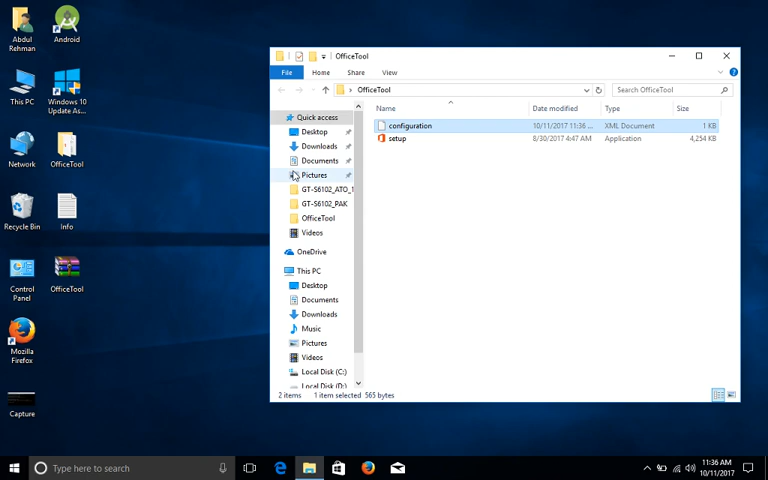 Abdul
Rehman
Android
This PC
Windows 10
Update As...
Network
OfficeTool
Recycle Bin
Info
Control
Panel
OfficeTool
Mozilla
Firefox
Capture
OfficeTool
File
Home
Share
View
OfficeTool
Search OfficeTool
Name
Date modified
Type
Size
configuration
10/11/2017 11:36 ...
XML Document
1 KB
setup
8/30/2017 4:47 AM
Application
4,254 KB
Quick access
Desktop
Downloads
Documents
Pictures
GT-S6102_ATO_1
GT-S6102_PAK
OfficeTool
Videos
OneDrive
This PC
Desktop
Documents
Downloads
Music
Pictures
Videos
Local Disk (C:)
Local Disk (D:)
2 items
1 item selected 565 bytes
Type here to search
11:36 AM
10/11/2017